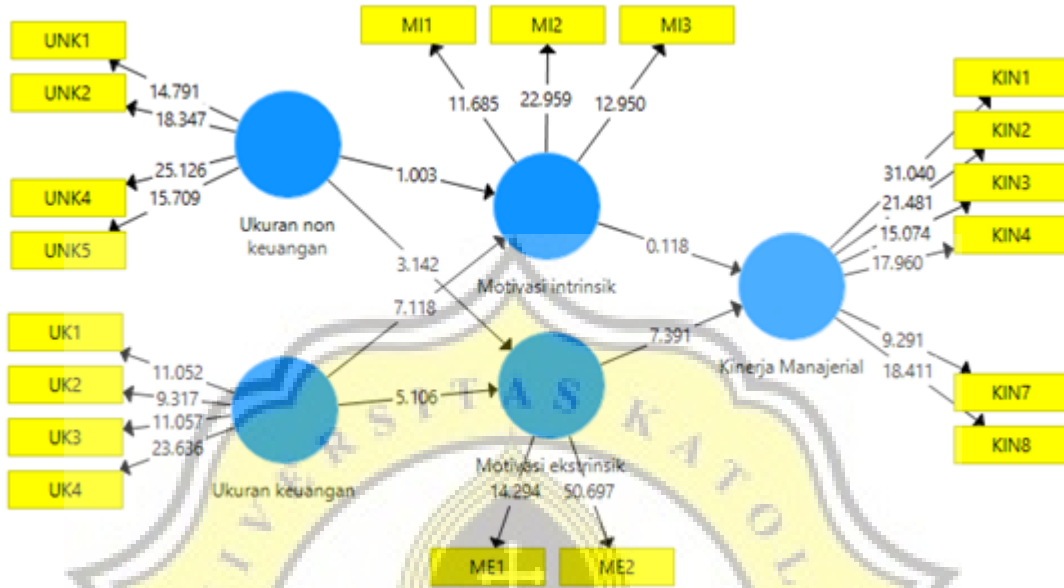 MI1 MI2 MI3
UNK1
UNK2
UNK4
UNK5
14.791
18.347
25.126
15.709
Ukuran non
keuangan
11.685 22.959 12.950
1.003
3.142
7.118
Motivasi intrinsik
0.118
7.391
KIN1
KIN2
KIN3
KIN4
KIN7
KIN8
31.040
21.481
15.074
17.960
9.291
18.411
Kinerja Manajerial
UK1
UK2
UK3
UK4
11.052
9.317
11.057
23.636
Ukuran keuangan
5.106
Motivasi ekstrinsik
14.294 50.697
ME1 ME2
IVERSITAS KATOL